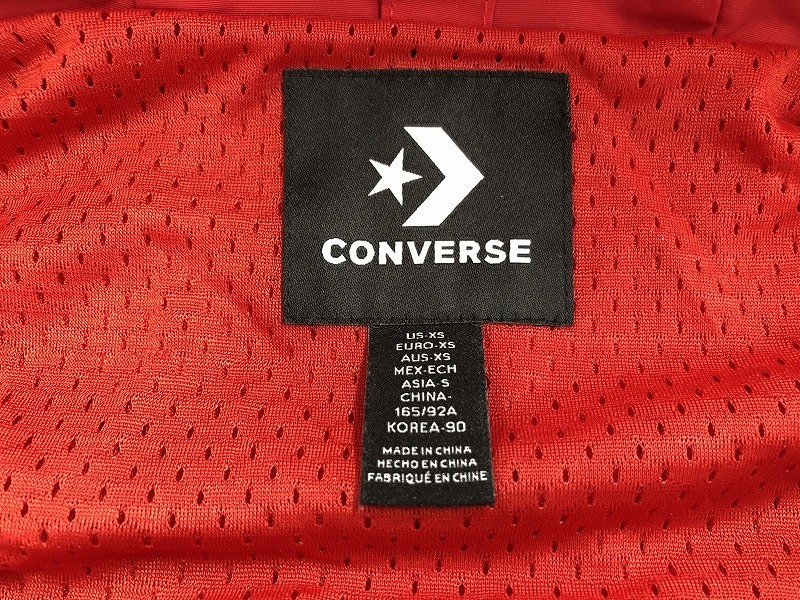 CONVERSE
US-XS
EURO-XS
AUS-XS
MEX-ECH
ASIA-S
CHINA-
165/92A
KOREA-90
MADE IN CHINA
HECHO EN CHINA
FABRIQUÉ EN CHINE